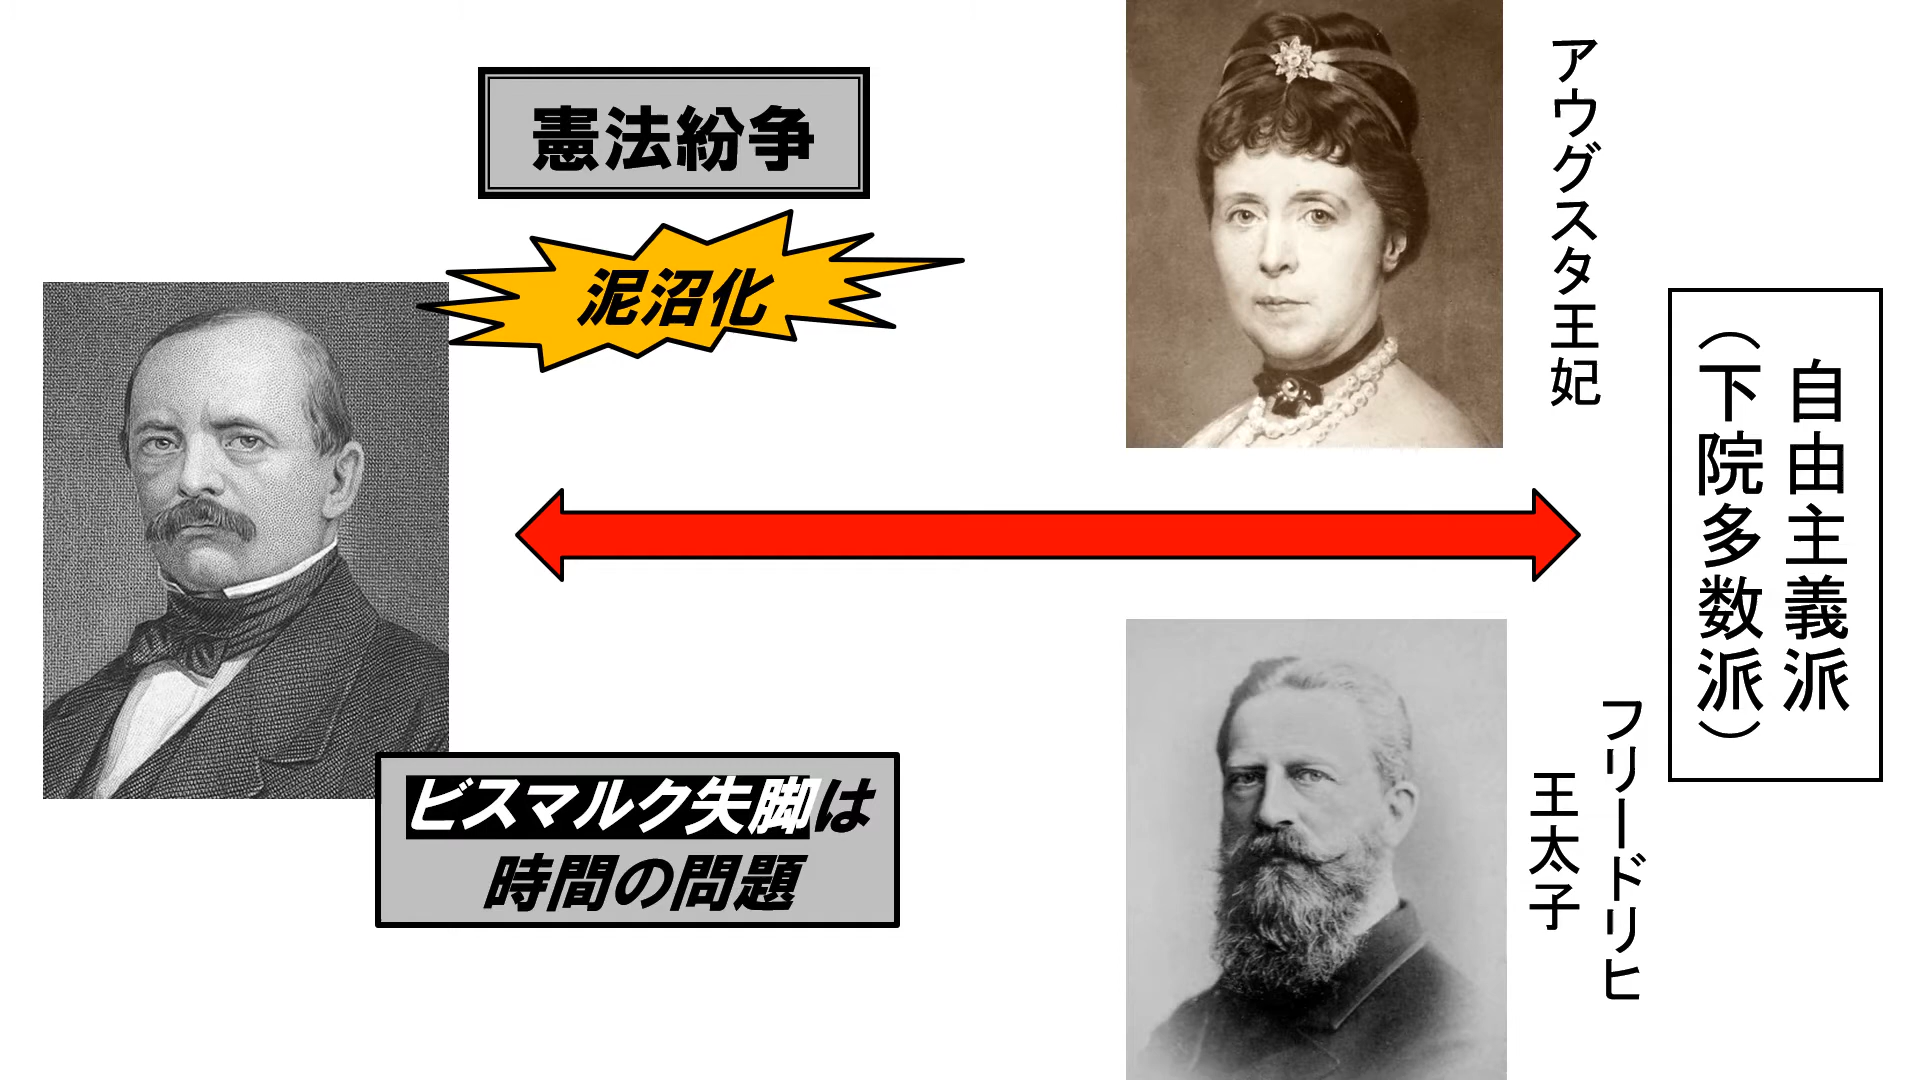 憲法紛争
泥沼化
ビスマルク失脚は
時間の問題
アウグスタ王妃
フリードリヒ
王太子
自由主義派
（下院多数派）